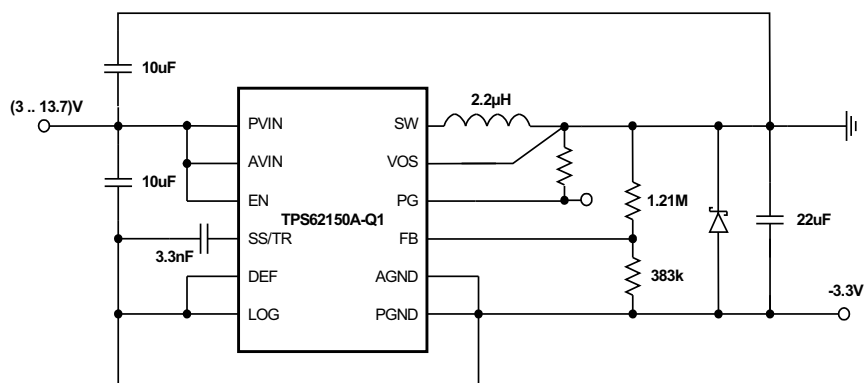 10uF
(3 .. 13.7)V
10uF
3.3nF
PVIN
AVIN
EN
SS/TR
DEF
LOG
TPS62150A-Q1
SW
VOS
PG
FB
AGND
PGND
2.2µH
1.21M
383k
22uF
-3.3V